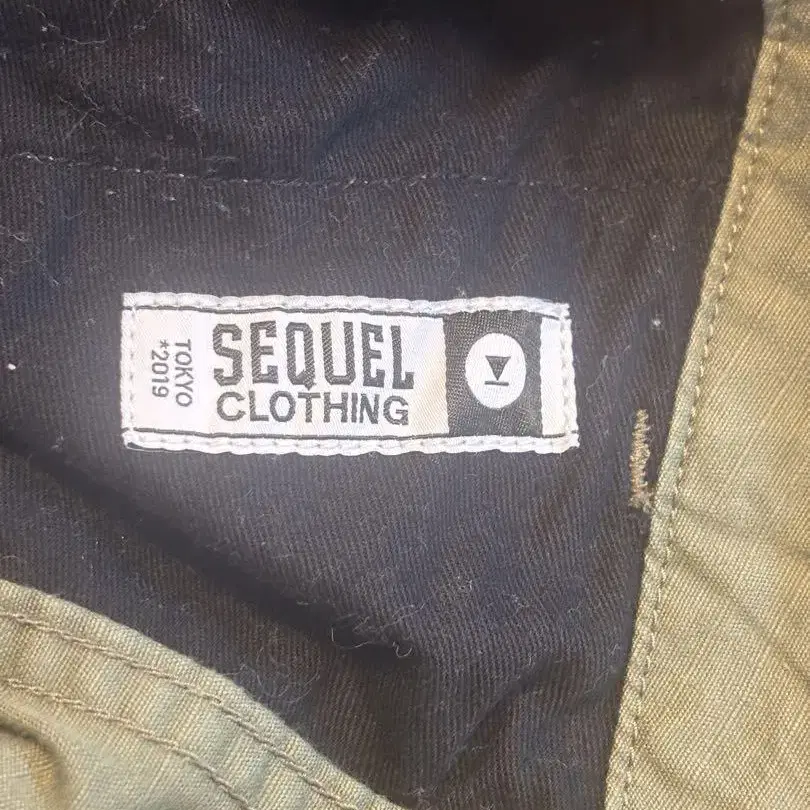 TOKYO
*2019
SEQUEL
CLOTHING